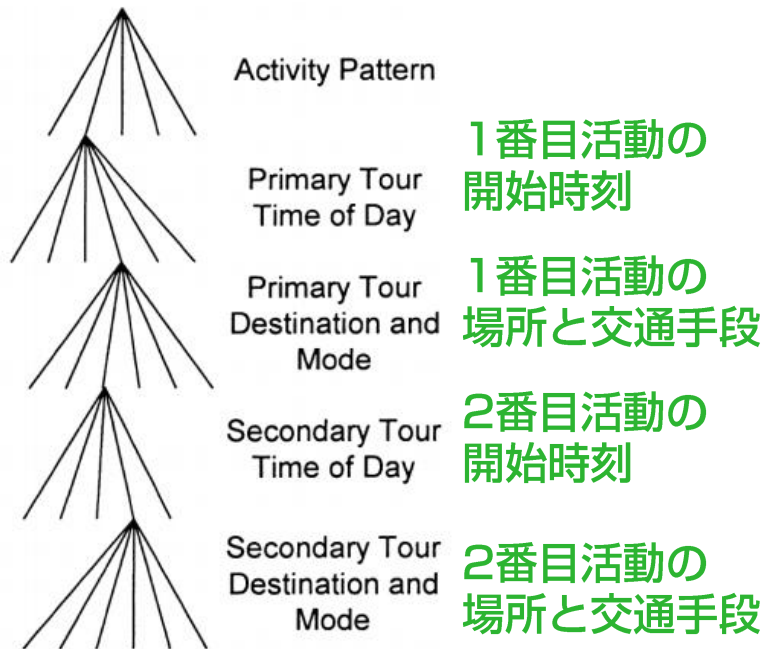 Activity Pattern
1番目活動の
開始時刻
Primary Tour
Time of Day
1番目活動の
場所と交通手段
Primary Tour
Destination and
Mode
2番目活動の
開始時刻
Secondary Tour
Time of Day
2番目活動の
場所と交通手段
Secondary Tour
Destination and
Mode